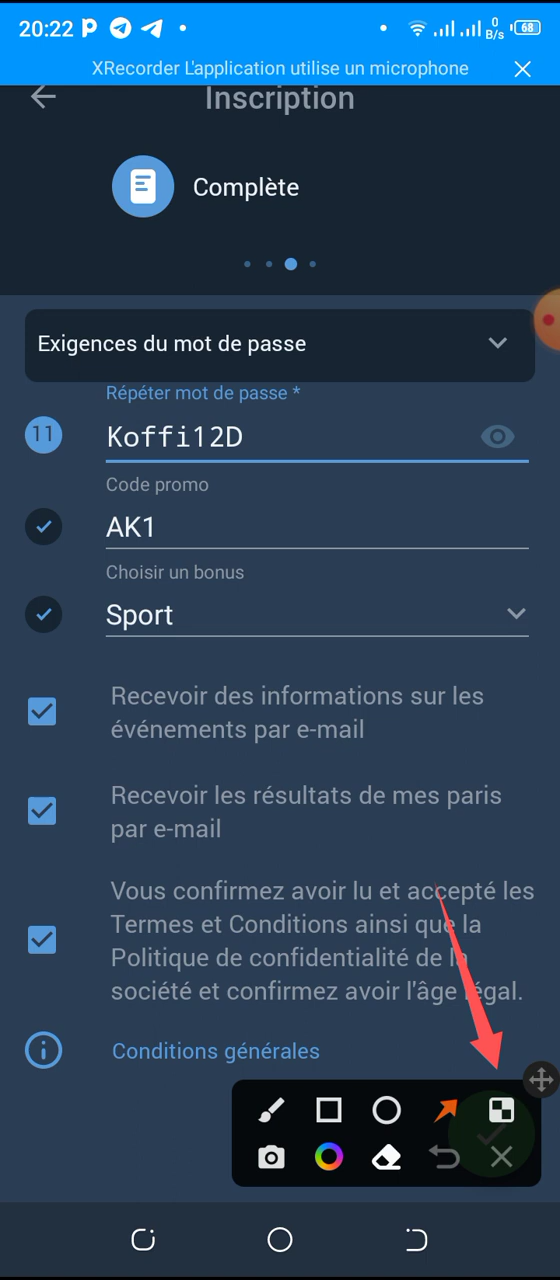 20:22
0
B/s
68
XRecorder L'application utilise un microphone
Inscription
Complète
Exigences du mot de passe
Répéter mot de passe *
11
Koffi12D
Code promo
AK1
Choisir un bonus
Sport
Recevoir des informations sur les
événements par e-mail
Recevoir les résultats de mes paris
par e-mail
Vous confirmez avoir lu et accepté les
Termes et Conditions ainsi que la
Politique de confidentialité de la
société et confirmez avoir l'âge légal.
Conditions générales